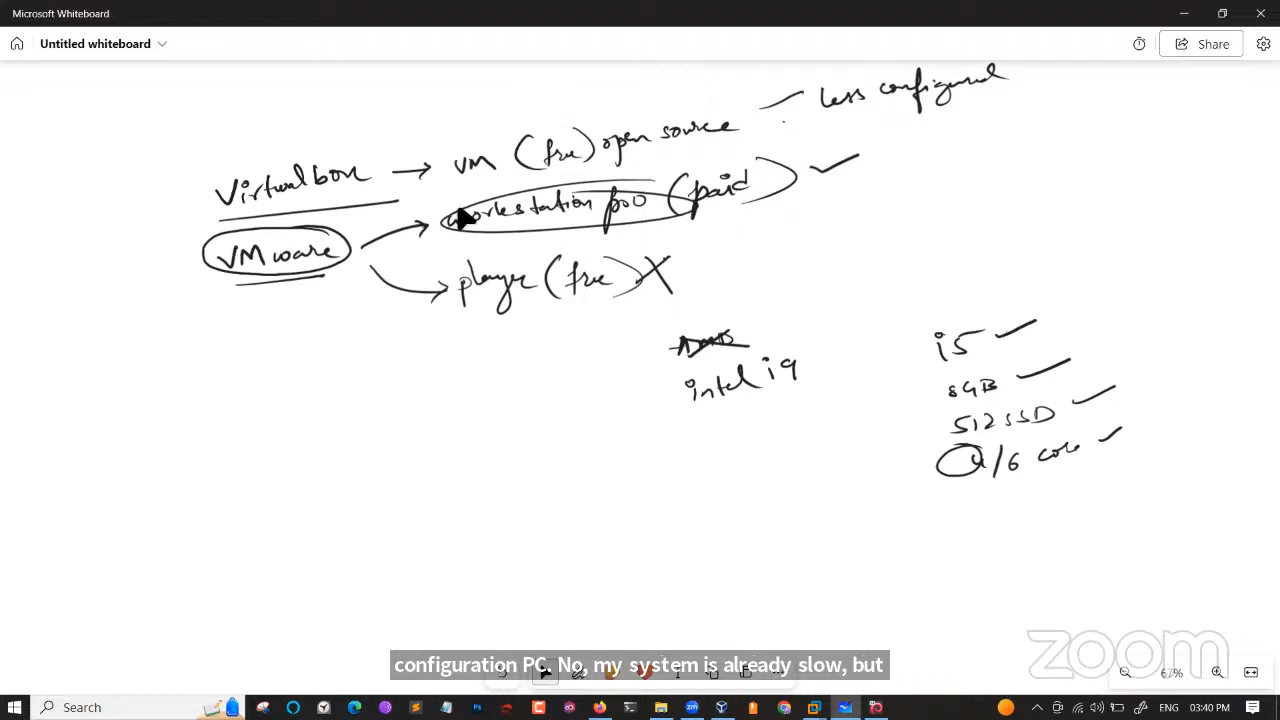 Microsoft Whiteboard
Untitled whiteboard
Share
less configured
Virtualbox → VM (free) open source
workstation pro (paid)
VMware
player (free) X
intel i9
i5
8GB
512 SSD
4/6 core
zoom
configuration PC. No, my system is already slow, but
67%
Search
03:40 PM